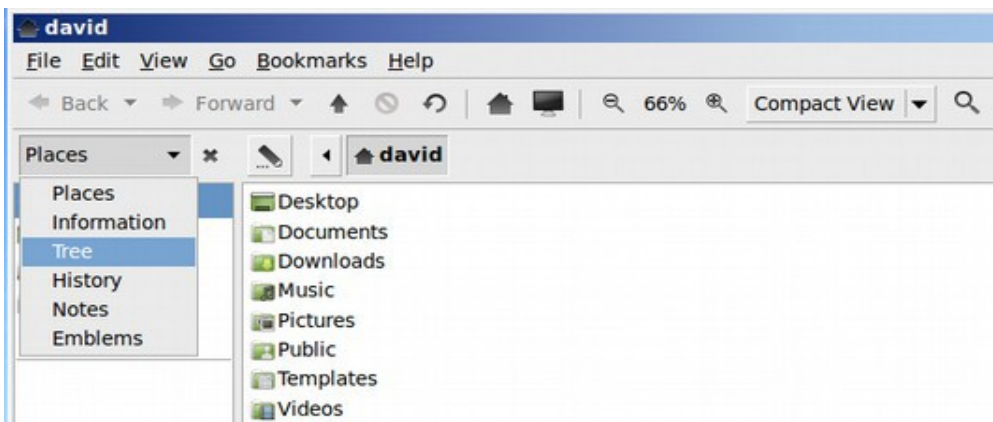 david
File Edit View Go Bookmarks Help
Back Forward 66% Compact View
Places david
Places
Information
Tree
History
Notes
Emblems
Desktop
Documents
Downloads
Music
Pictures
Public
Templates
Videos